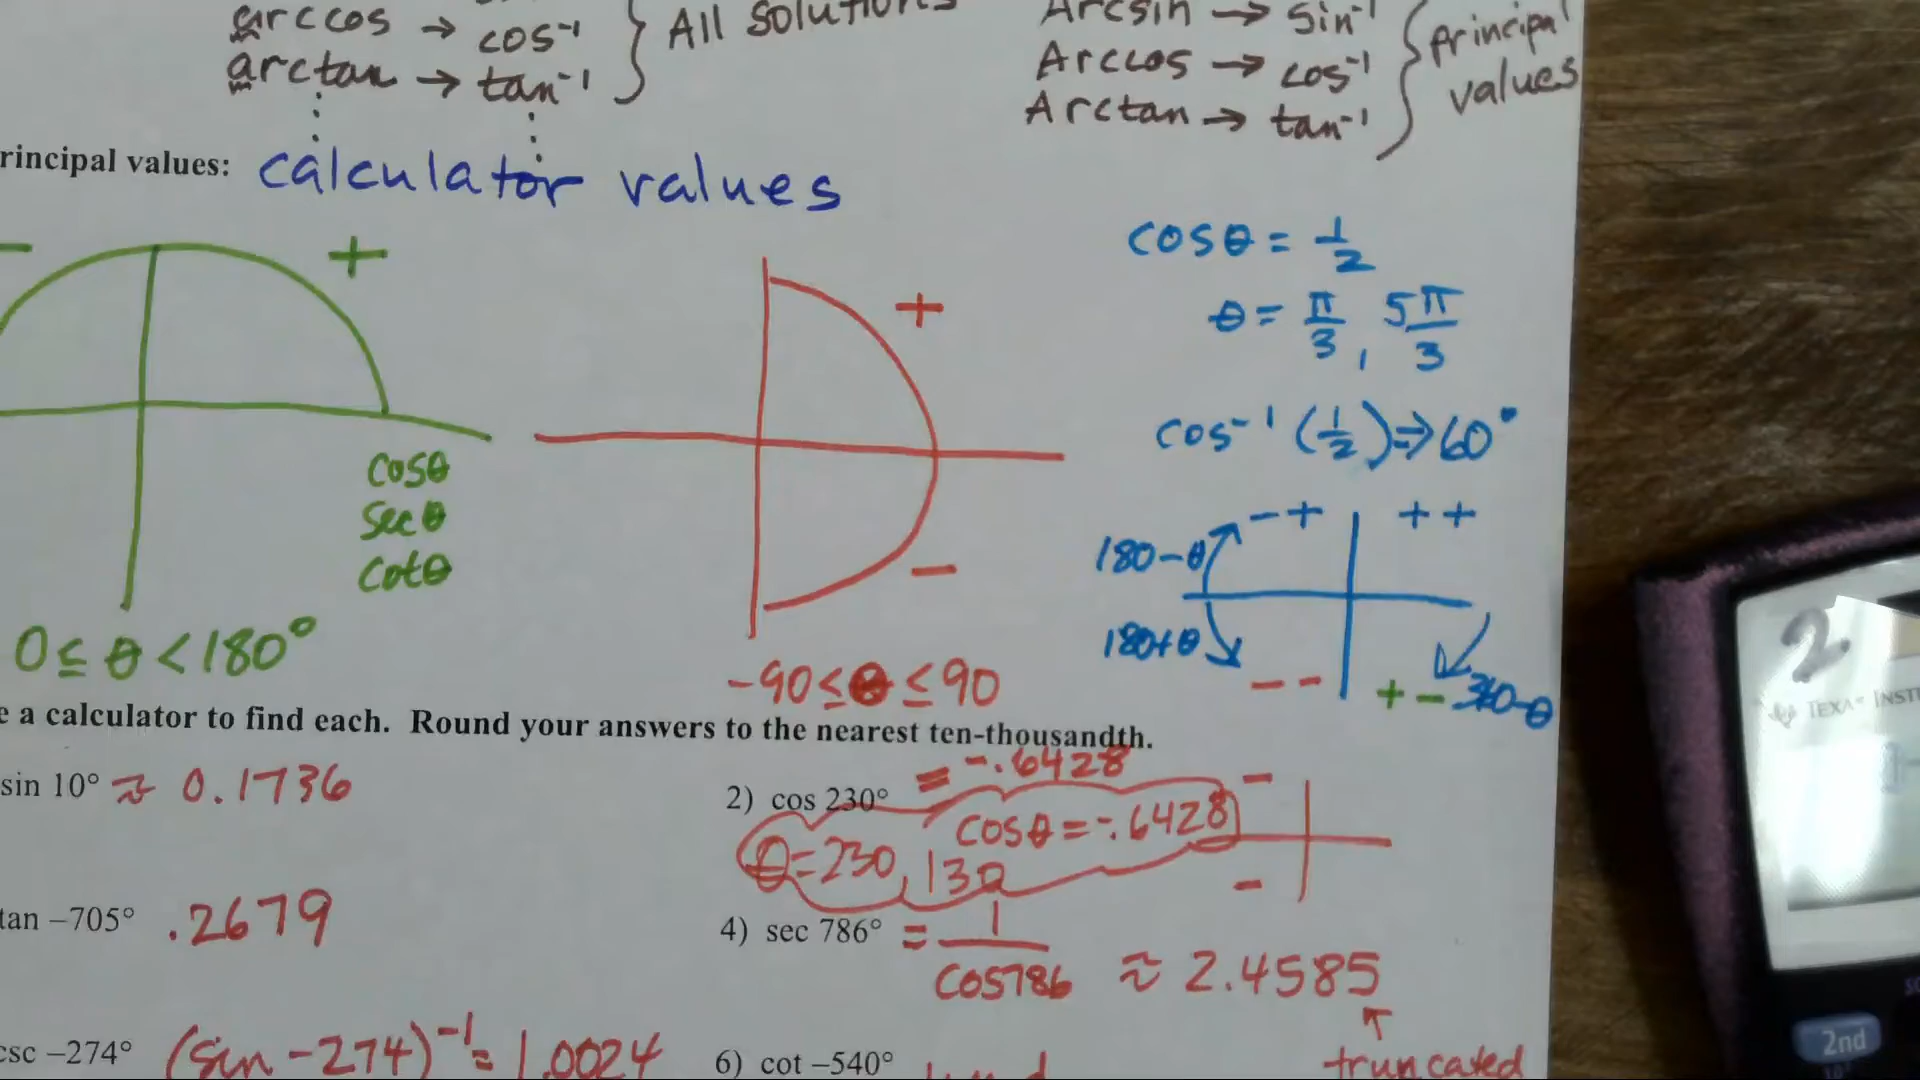 arccos → cos⁻¹ } All solutions
arctan → tan⁻¹
Arcsin → sin⁻¹
Arccos → cos⁻¹ } principal values
Arctan → tan⁻¹
rincipal values: calculator values
− +
cosθ
secθ
cotθ
0 ≤ θ < 180°
+
−
-90 ≤ θ ≤ 90
cosθ = 1/2
θ = π/3, 5π/3
cos⁻¹ (1/2) ⇒ 60°
− + + +
180−θ
180+θ
− − + − 360−θ
e a calculator to find each. Round your answers to the nearest ten-thousandth.
sin 10° ≈ 0.1736
2) cos 230° = -.6428
cosθ = -.6428
θ = 230, 130
−
−
tan –705° .2679
4) sec 786° = 1/cos786 ≈ 2.4585
↑
truncated
csc –274° (sin -274)⁻¹ = 1.0024
6) cot –540°
2.
TEXAS INST
2nd